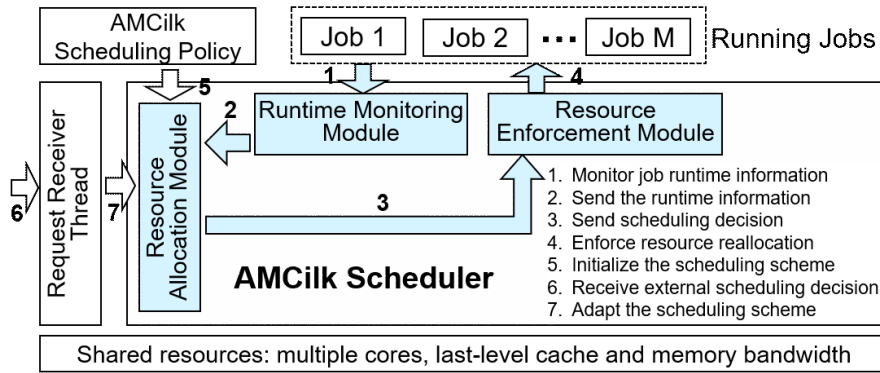 AMCilk
Scheduling Policy
Job 1
Job 2
...
Job M
Running Jobs
5
1
4
Request Receiver
Thread
Resource
Allocation Module
2
Runtime Monitoring
Module
Resource
Enforcement Module
6
7
3
AMCilk Scheduler
1. Monitor job runtime information
2. Send the runtime information
3. Send scheduling decision
4. Enforce resource reallocation
5. Initialize the scheduling scheme
6. Receive external scheduling decision
7. Adapt the scheduling scheme
Shared resources: multiple cores, last-level cache and memory bandwidth